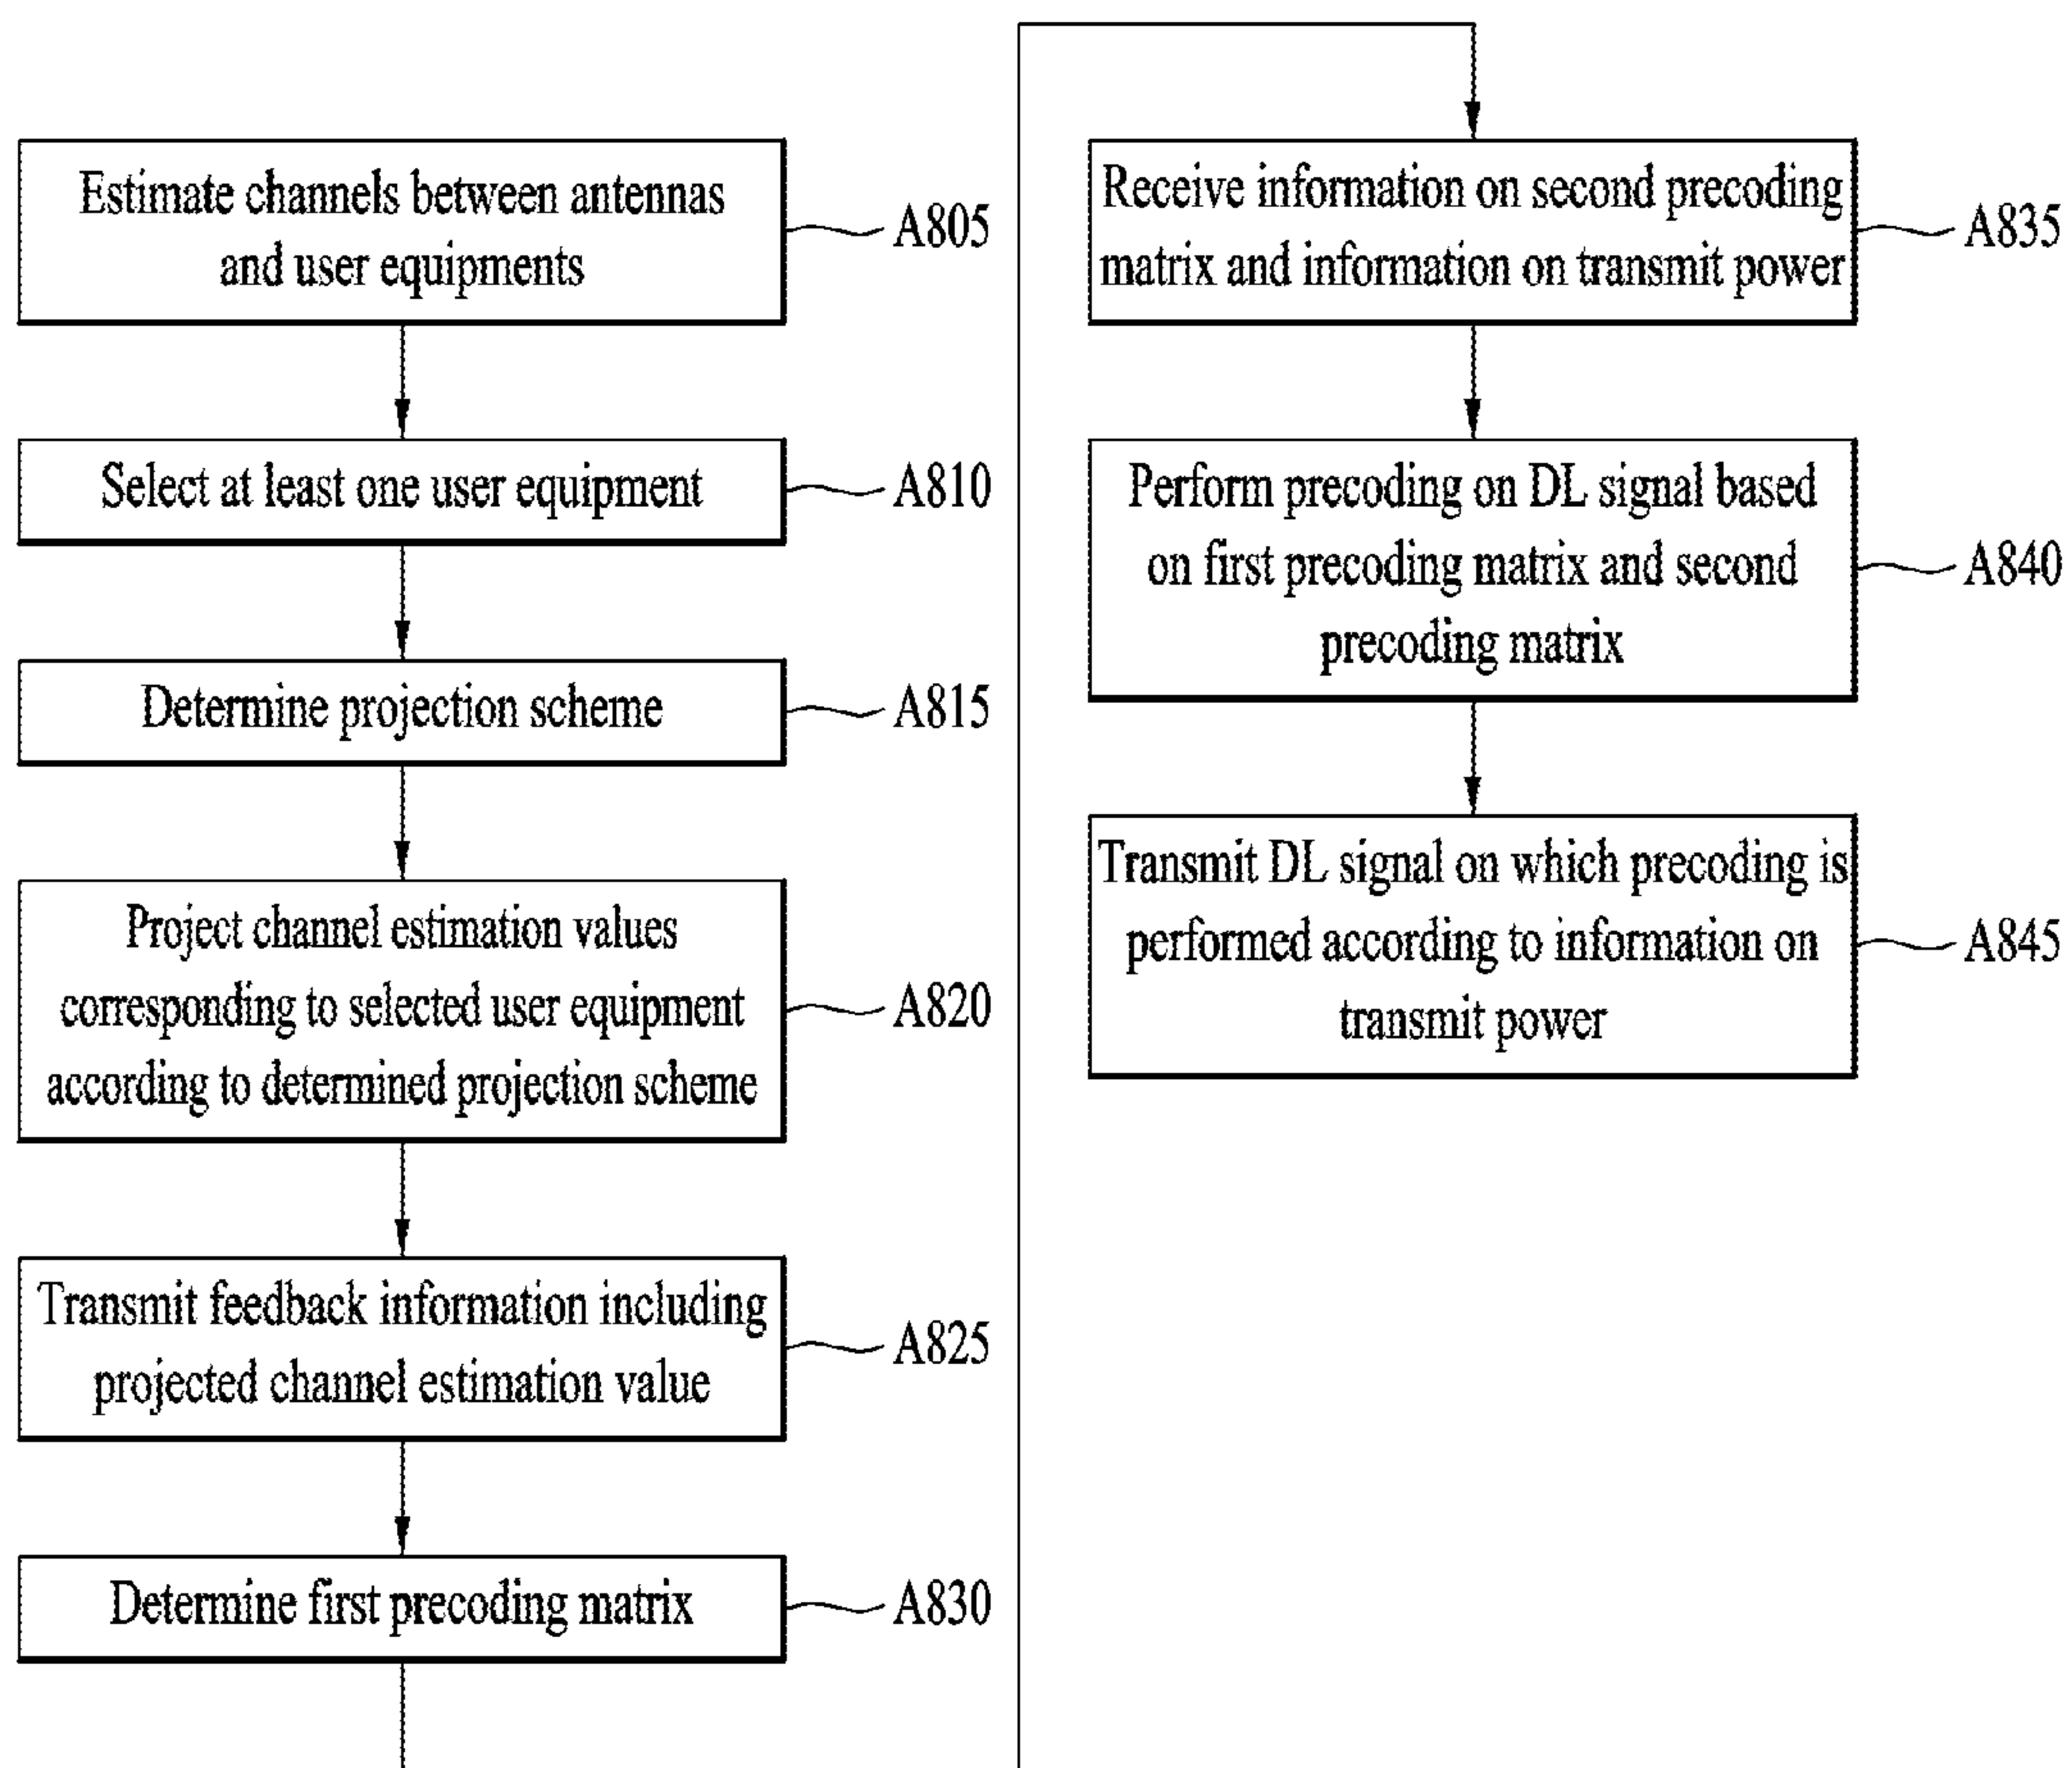 Estimate channels between antennas
and user equipments
A805
Select at least one user equipment
A810
Determine projection scheme
A815
Project channel estimation values
corresponding to selected user equipment
according to determined projection scheme
A820
Transmit feedback information including
projected channel estimation value
A825
Determine first precoding matrix
A830
Receive information on second precoding
matrix and information on transmit power
A835
Perform precoding on DL signal based
on first precoding matrix and second
precoding matrix
A840
Transmit DL signal on which precoding is
performed according to information on
transmit power
A845